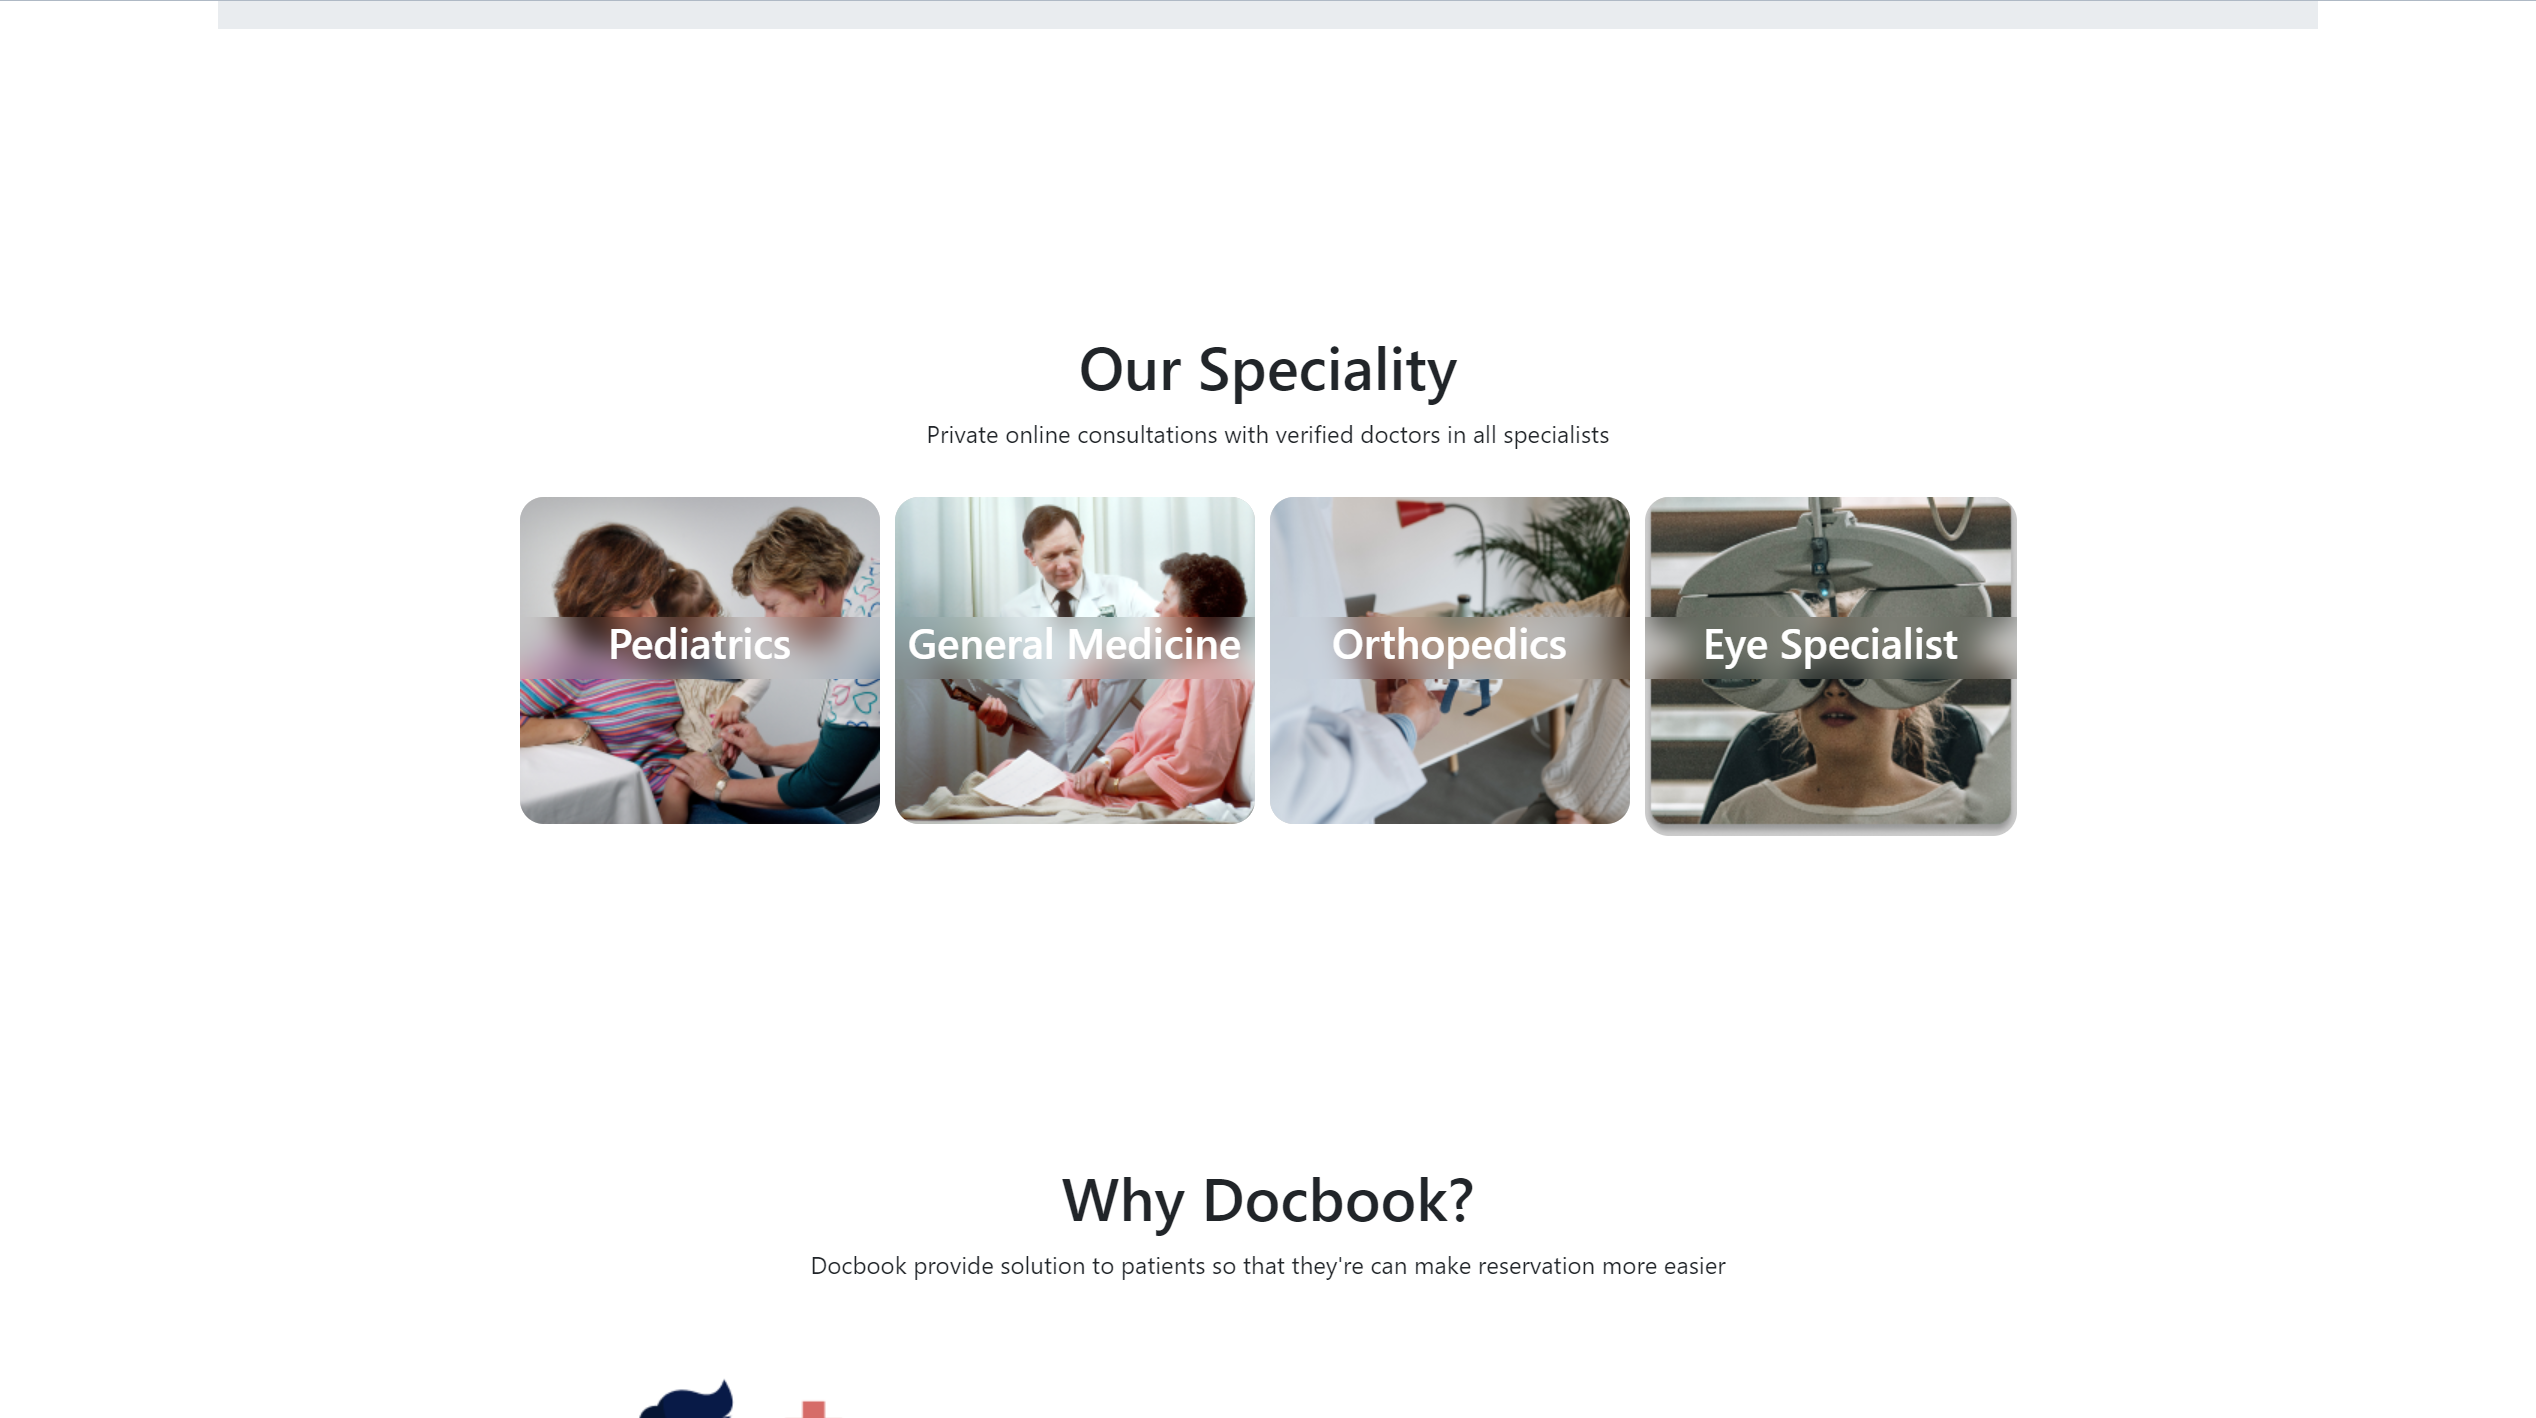 Our Speciality
Private online consultations with verified doctors in all specialists
Pediatrics
General Medicine
Orthopedics
Eye Specialist
Why Docbook?
Docbook provide solution to patients so that they're can make reservation more easier